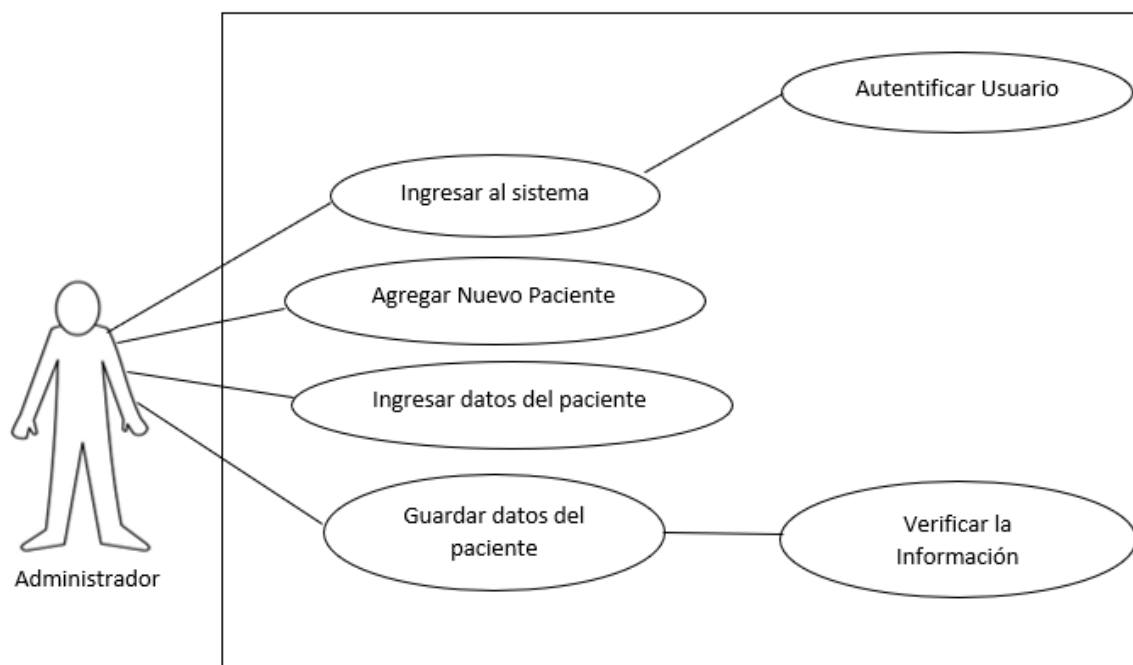 Autentificar Usuario
Ingresar al sistema
Agregar Nuevo Paciente
Ingresar datos del paciente
Guardar datos del
paciente
Verificar la
Información
Administrador